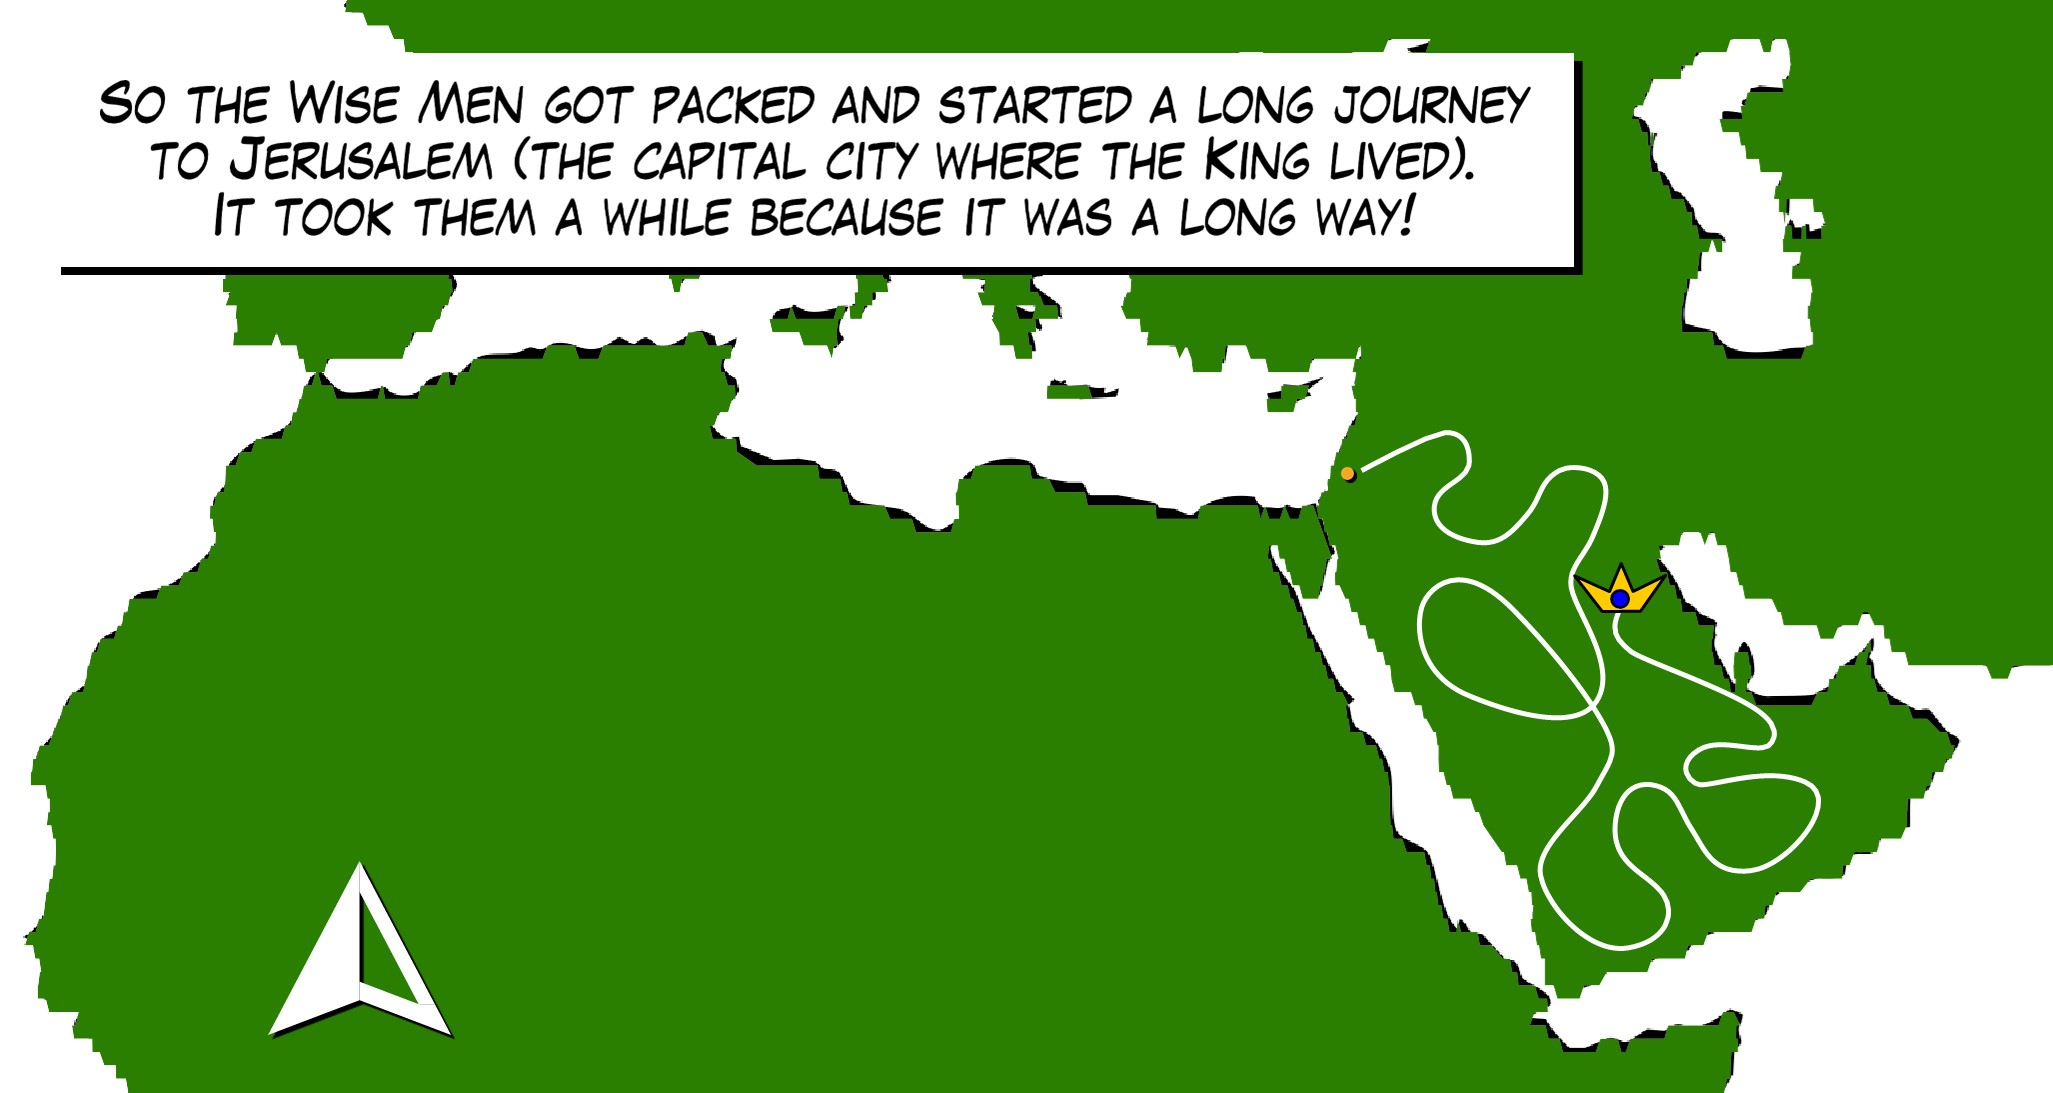 So the Wise Men got packed and started a long journey
to Jerusalem (the capital city where the King lived).
It took them a while because it was a long way!